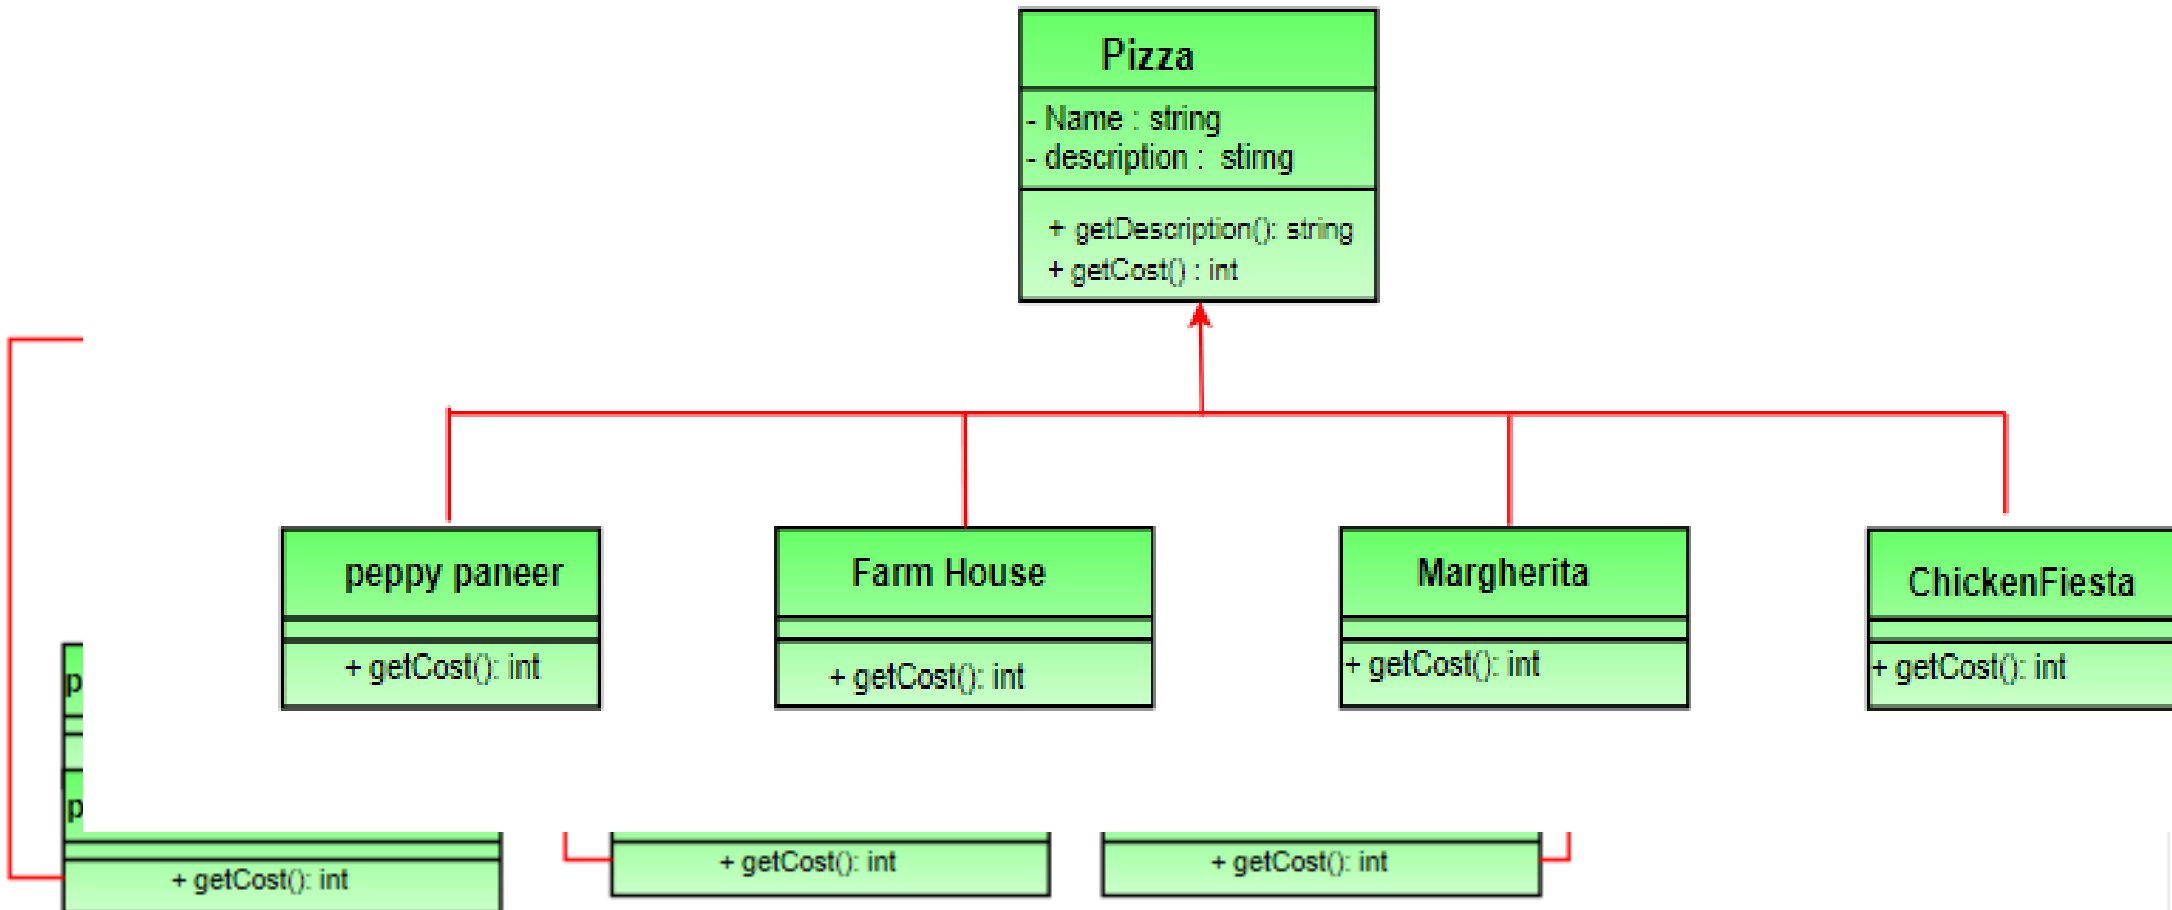 Pizza
- Name : string
- description : stirng
+ getDescription(): string
+ getCost() : int
peppy paneer
Farm House
Margherita
ChickenFiesta
+ getCost(): int
+ getCost(): int
+ getCost(): int
+ getCost(): int
p
p
+ getCost(): int
+ getCost(): int
+ getCost(): int